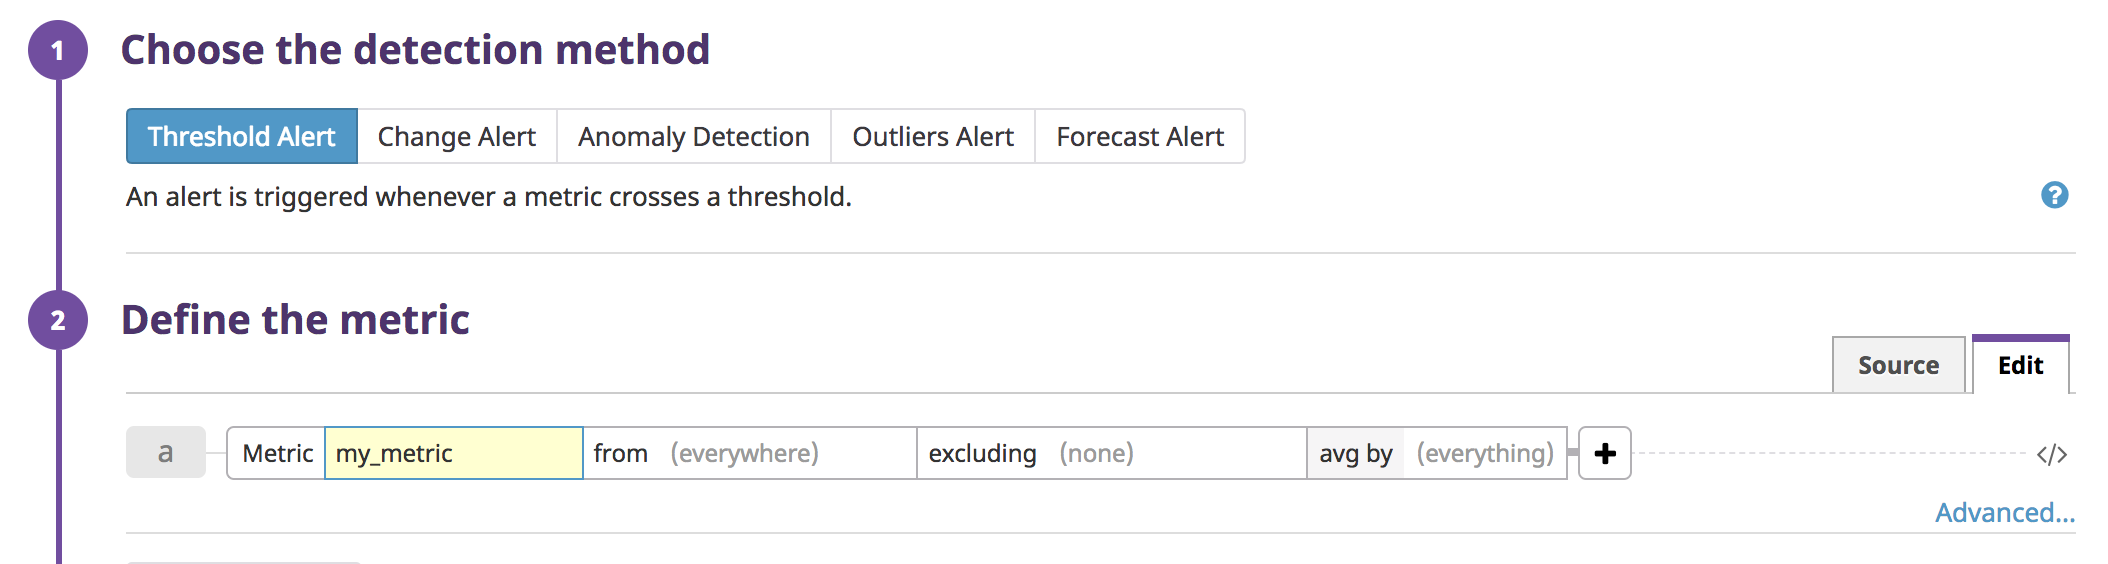 1 Choose the detection method
Threshold Alert Change Alert Anomaly Detection Outliers Alert Forecast Alert
An alert is triggered whenever a metric crosses a threshold. ?
2 Define the metric
Source Edit
a Metric my_metric from (everywhere) excluding (none) avg by (everything) + </>
Advanced...